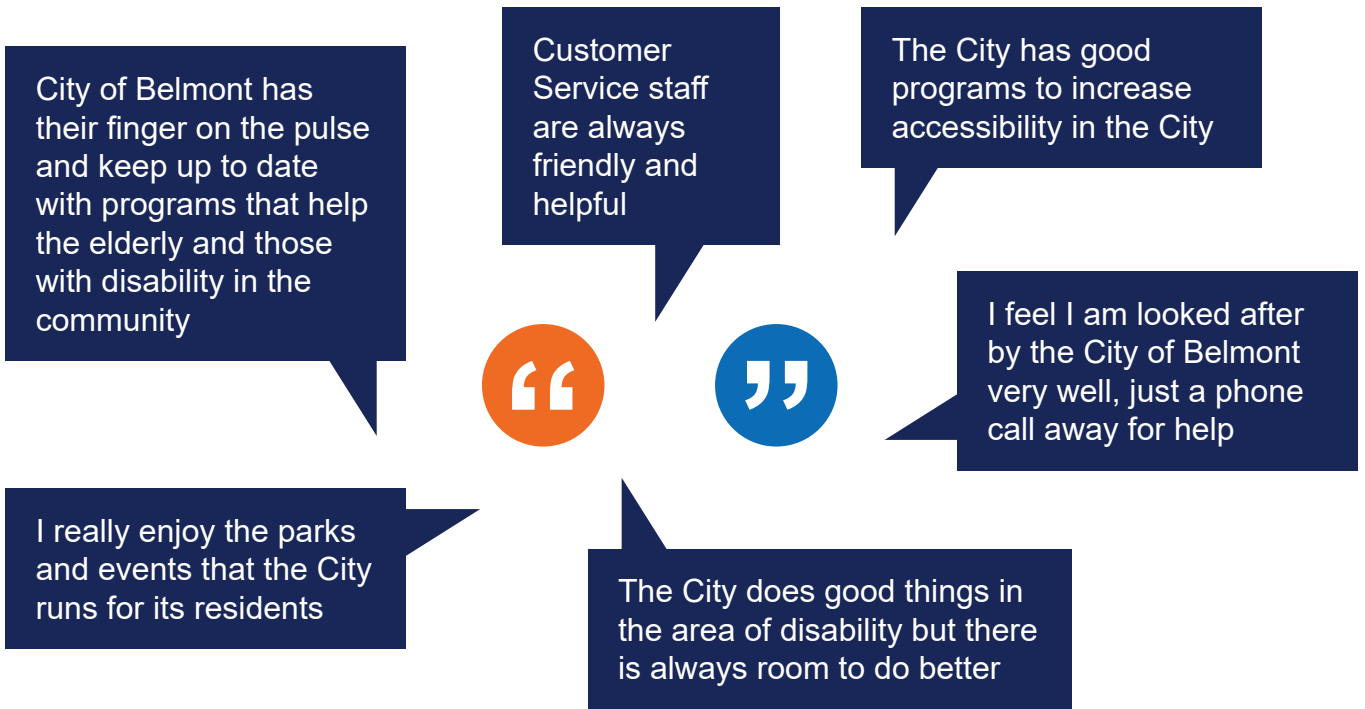 City of Belmont has
their finger on the pulse
and keep up to date
with programs that help
the elderly and those
with disability in the
community
Customer
Service staff
are always
friendly and
helpful
The City has good
programs to increase
accessibility in the City
I feel I am looked after
by the City of Belmont
very well, just a phone
call away for help
I really enjoy the parks
and events that the City
runs for its residents
The City does good things in
the area of disability but there
is always room to do better